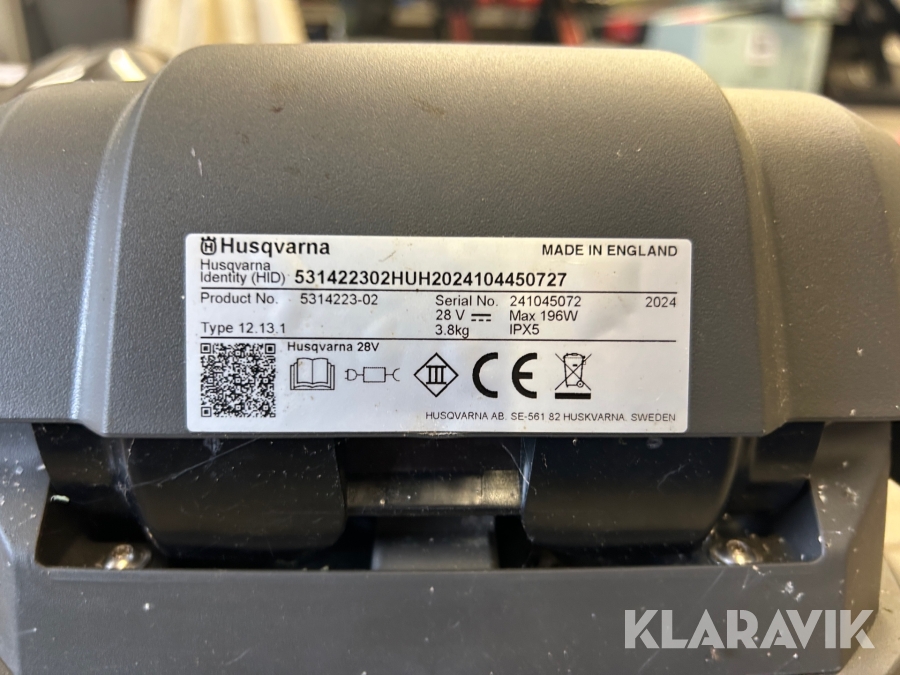 Husqvarna
MADE IN ENGLAND
Husqvarna
Identity (HID) 531422302HUH2024104450727
Product No. 5314223-02 Serial No. 241045072 2024
28 V Max 196W
Type 12.13.1 3.8kg IPX5
Husqvarna 28V
III
CE
HUSQVARNA AB. SE-561 82 HUSKVARNA. SWEDEN
KLARAVIK